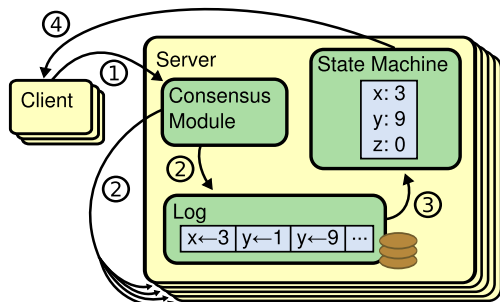 ④
①
Client
Server
Consensus
Module
State Machine
x: 3
y: 9
z: 0
②
②
③
Log
x←3 y←1 y←9 ...